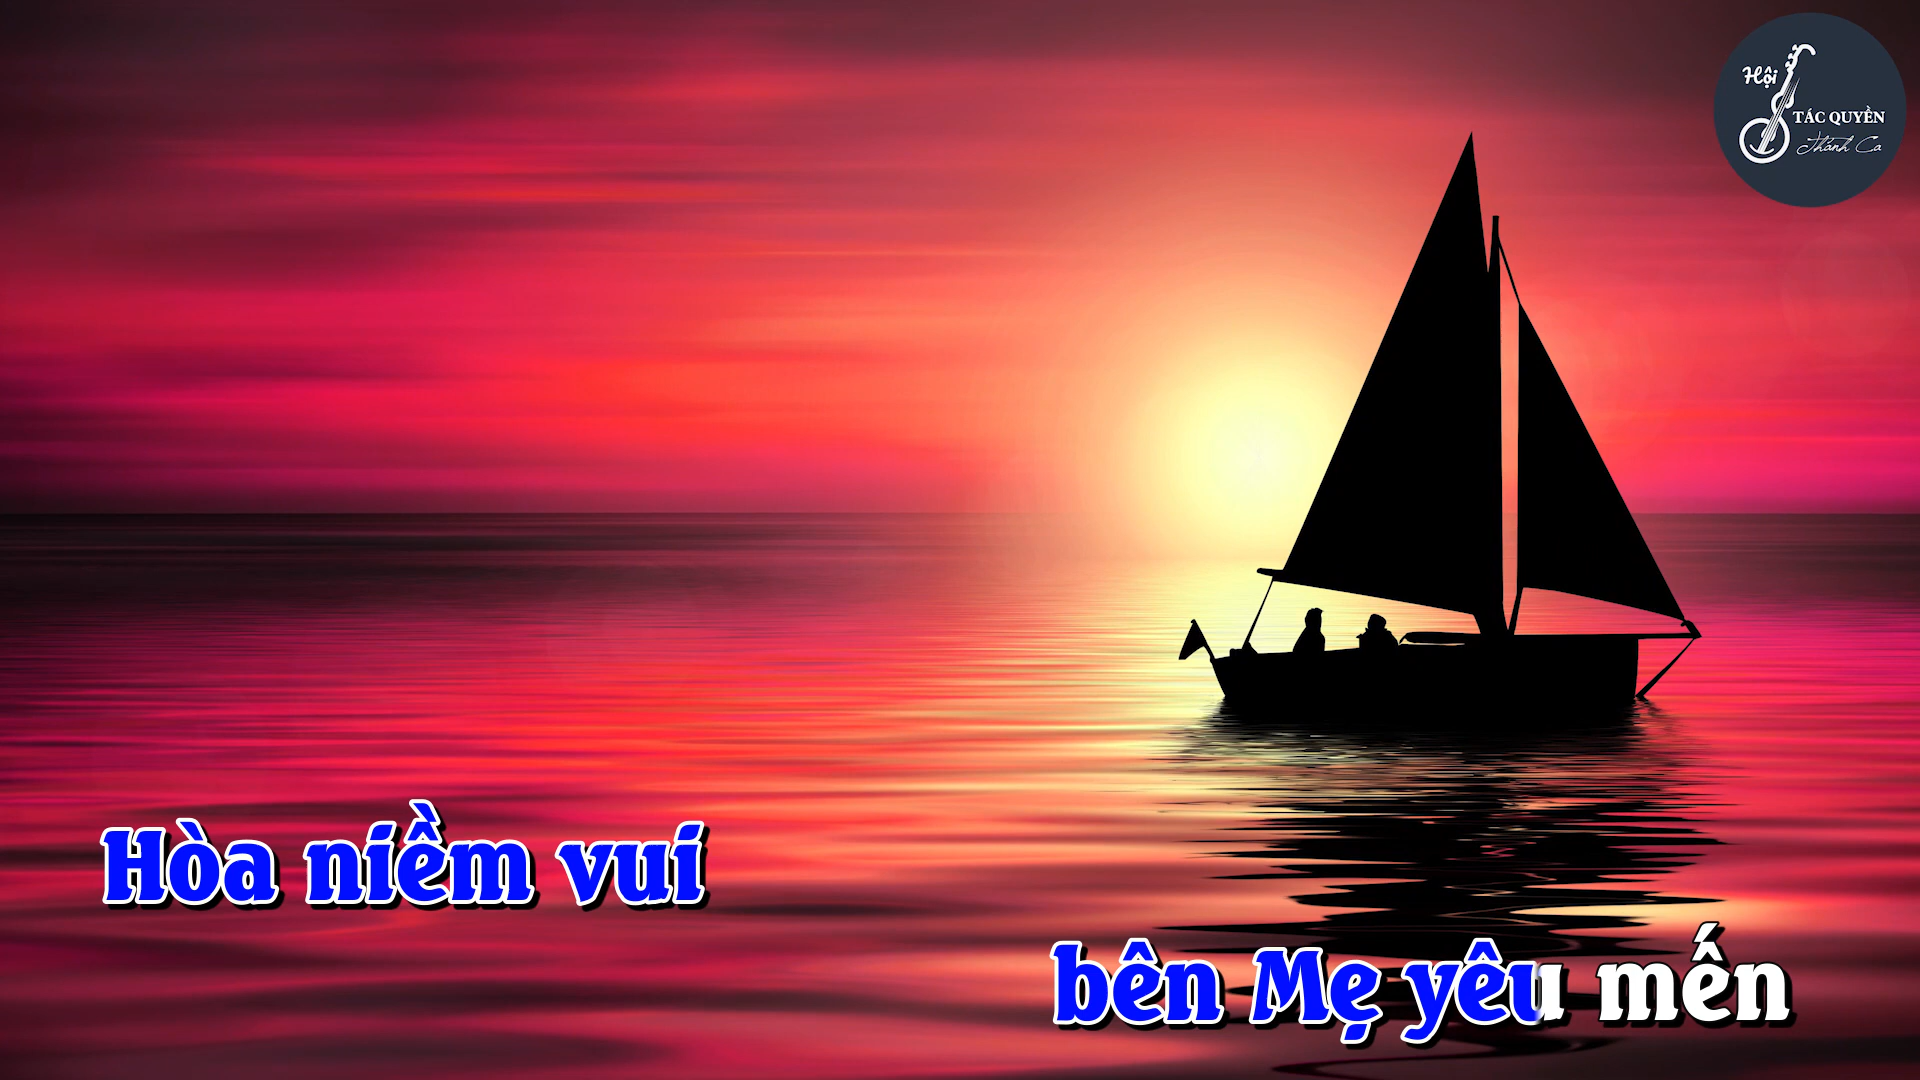 Hội
TÁC QUYỀN
Thánh Ca
Hòa niềm vui
bên Mẹ yêu mến